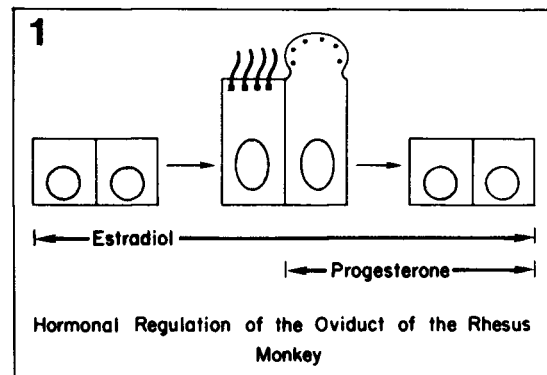 1
Estradiol
Progesterone
Hormonal Regulation of the Oviduct of the Rhesus
Monkey